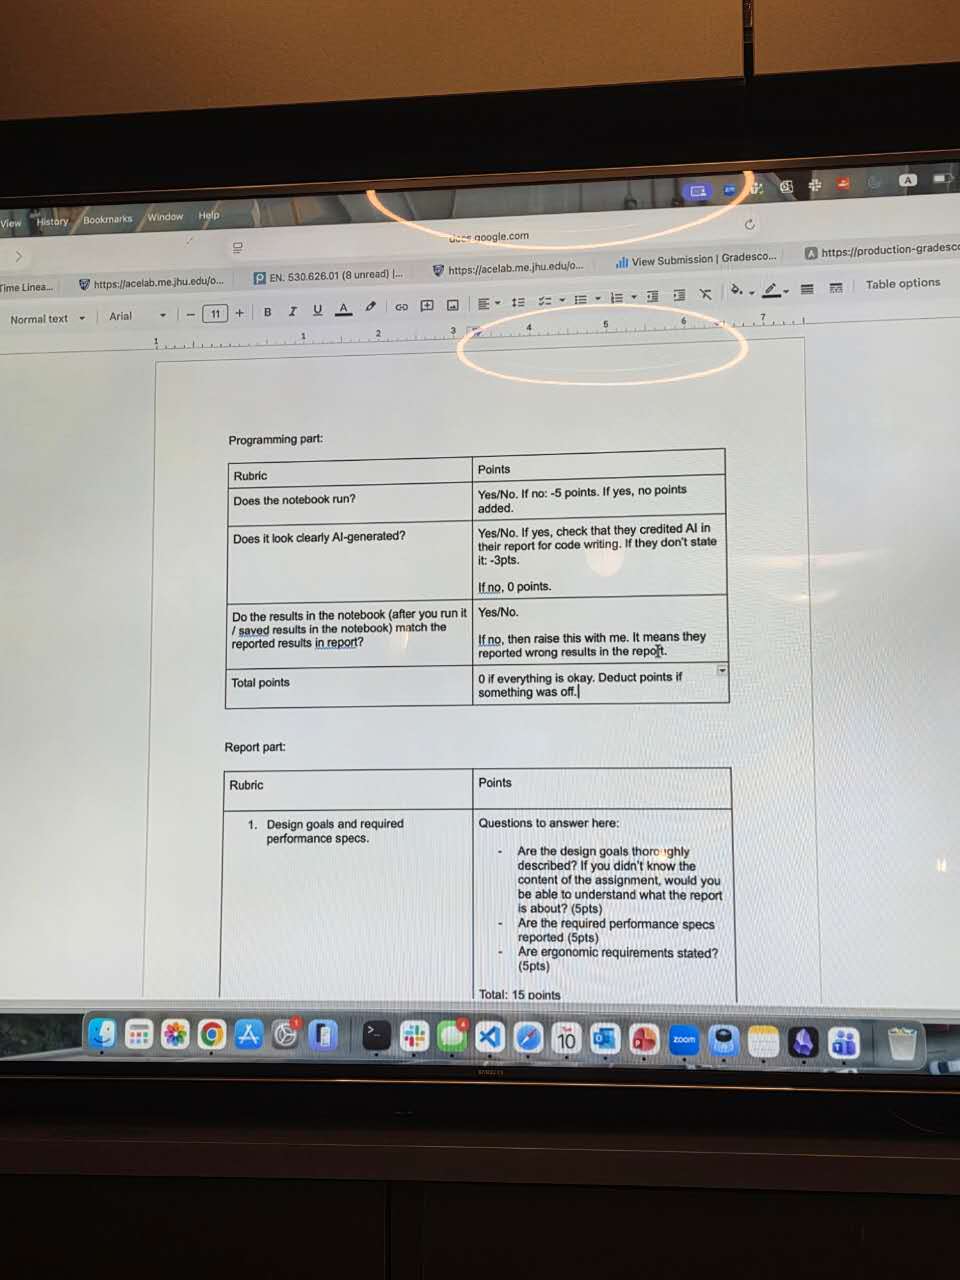 View History Bookmarks Window Help
docs.google.com
Time Linea... https://acelab.me.jhu.edu/o... EN. 530.626.01 (8 unread) |... https://acelab.me.jhu.edu/o... View Submission | Gradesco... https://production-gradesco
Normal text Arial − 11 + B I U A Table options
1 1 2 3 4 5 6 7
Programming part:
Rubric Points
Does the notebook run? Yes/No. If no: -5 points. If yes, no points
added.
Does it look clearly AI-generated? Yes/No. If yes, check that they credited AI in
their report for code writing. If they don't state
it: -3pts.
If no, 0 points.
Do the results in the notebook (after you run it Yes/No.
/ saved results in the notebook) match the
reported results in report? If no, then raise this with me. It means they
reported wrong results in the report.
Total points 0 if everything is okay. Deduct points if
something was off.
Report part:
Rubric Points
1. Design goals and required Questions to answer here:
performance specs.
- Are the design goals thoroughly
described? If you didn't know the
content of the assignment, would you
be able to understand what the report
is about? (5pts)
- Are the required performance specs
reported (5pts)
- Are ergonomic requirements stated?
(5pts)
Total: 15 points
10 zoom
SAMSUNG